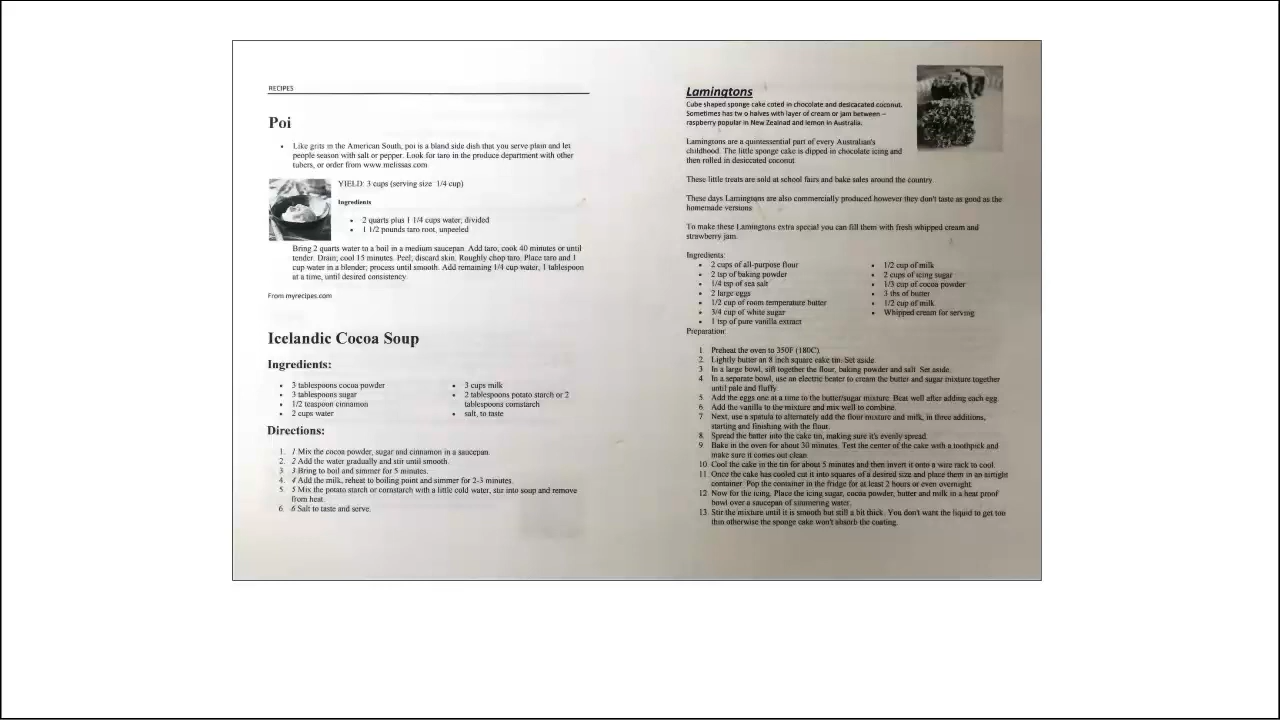 RECIPES
Poi
• Like grits in the American South, poi is a bland side dish that you serve plain and let
people season with salt or pepper. Look for taro in the produce department with other
tubers, or order from www.melissas.com
YIELD: 3 cups (serving size: 1/4 cup)
Ingredients
• 2 quarts plus 1 1/4 cups water; divided
• 1 1/2 pounds taro root, unpeeled
Bring 2 quarts water to a boil in a medium saucepan. Add taro, cook 40 minutes or until
tender. Drain; cool 15 minutes. Peel; discard skin. Roughly chop taro. Place taro and 1
cup water in a blender; process until smooth. Add remaining 1/4 cup water, 1 tablespoon
at a time, until desired consistency
From myrecipes.com
Icelandic Cocoa Soup
Ingredients:
• 3 tablespoons cocoa powder
• 3 tablespoons sugar
• 1/2 teaspoon cinnamon
• 2 cups water
• 3 cups milk
• 2 tablespoons potato starch or 2
tablespoons cornstarch
• salt, to taste
Directions:
1. 1 Mix the cocoa powder, sugar and cinnamon in a saucepan.
2. 2 Add the water gradually and stir until smooth.
3. 3 Bring to boil and simmer for 5 minutes.
4. 4 Add the milk, reheat to boiling point and simmer for 2-3 minutes.
5. 5 Mix the potato starch or cornstarch with a little cold water, stir into soup and remove
from heat.
6. 6 Salt to taste and serve.
Lamingtons
Cube shaped sponge cake coted in chocolate and desicacated coconut.
Sometimes has tw o halves with layer of cream or jam between –
raspberry popular in New Zealnad and lemon in Australia.
Lamingtons are a quintessential part of every Australian's
childhood. The little sponge cake is dipped in chocolate icing and
then rolled in desiccated coconut.
These little treats are sold at school fairs and bake sales around the country.
These days Lamingtons are also commercially produced however they don't taste as good as the
homemade versions.
To make these Lamingtons extra special you can fill them with fresh whipped cream and
strawberry jam.
Ingredients:
• 2 cups of all-purpose flour
• 2 tsp of baking powder
• 1/4 tsp of sea salt
• 2 large eggs
• 1/2 cup of room temperature butter
• 3/4 cup of white sugar
• 1 tsp of pure vanilla extract
• 1/2 cup of milk
• 2 cups of icing sugar
• 1/3 cup of cocoa powder
• 3 tbs of butter
• 1/2 cup of milk
• Whipped cream for serving
Preparation:
1. Preheat the oven to 350F (180C).
2. Lightly butter an 8 inch square cake tin. Set aside.
3. In a large bowl, sift together the flour, baking powder and salt. Set aside.
4. In a separate bowl, use an electric beater to cream the butter and sugar mixture together
until pale and fluffy.
5. Add the eggs one at a time to the butter/sugar mixture. Beat well after adding each egg.
6. Add the vanilla to the mixture and mix well to combine.
7. Next, use a spatula to alternately add the flour mixture and milk, in three additions,
starting and finishing with the flour.
8. Spread the batter into the cake tin, making sure it's evenly spread.
9. Bake in the oven for about 30 minutes. Test the center of the cake with a toothpick and
make sure it comes out clean.
10. Cool the cake in the tin for about 5 minutes and then invert it onto a wire rack to cool.
11. Once the cake has cooled cut it into squares of a desired size and place them in an airtight
container. Pop the container in the fridge for at least 2 hours or even overnight.
12. Now for the icing. Place the icing sugar, cocoa powder, butter and milk in a heat proof
bowl over a saucepan of simmering water.
13. Stir the mixture until it is smooth but still a bit thick. You don't want the liquid to get too
thin otherwise the sponge cake won't absorb the coating.